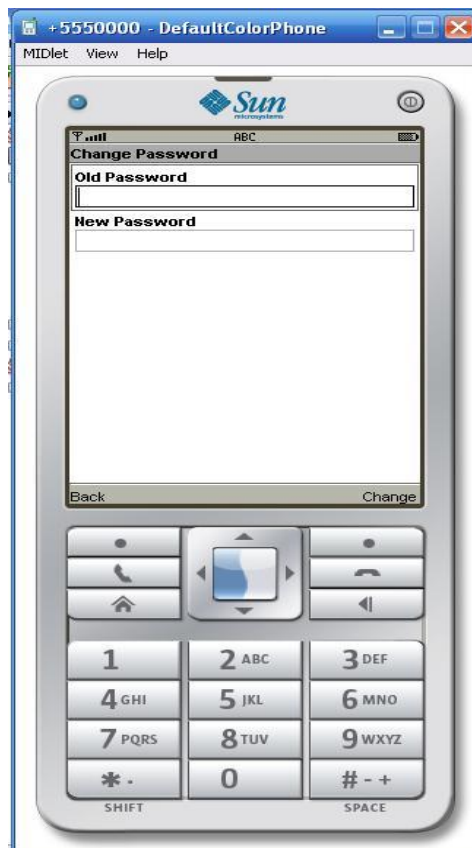 +5550000 - DefaultColorPhone
MIDlet View Help
Sun
microsystems
ABC
Change Password
Old Password
New Password
Back Change
1 2 ABC 3 DEF
4 GHI 5 JKL 6 MNO
7 PQRS 8 TUV 9 WXYZ
* . 0 # - +
SHIFT SPACE